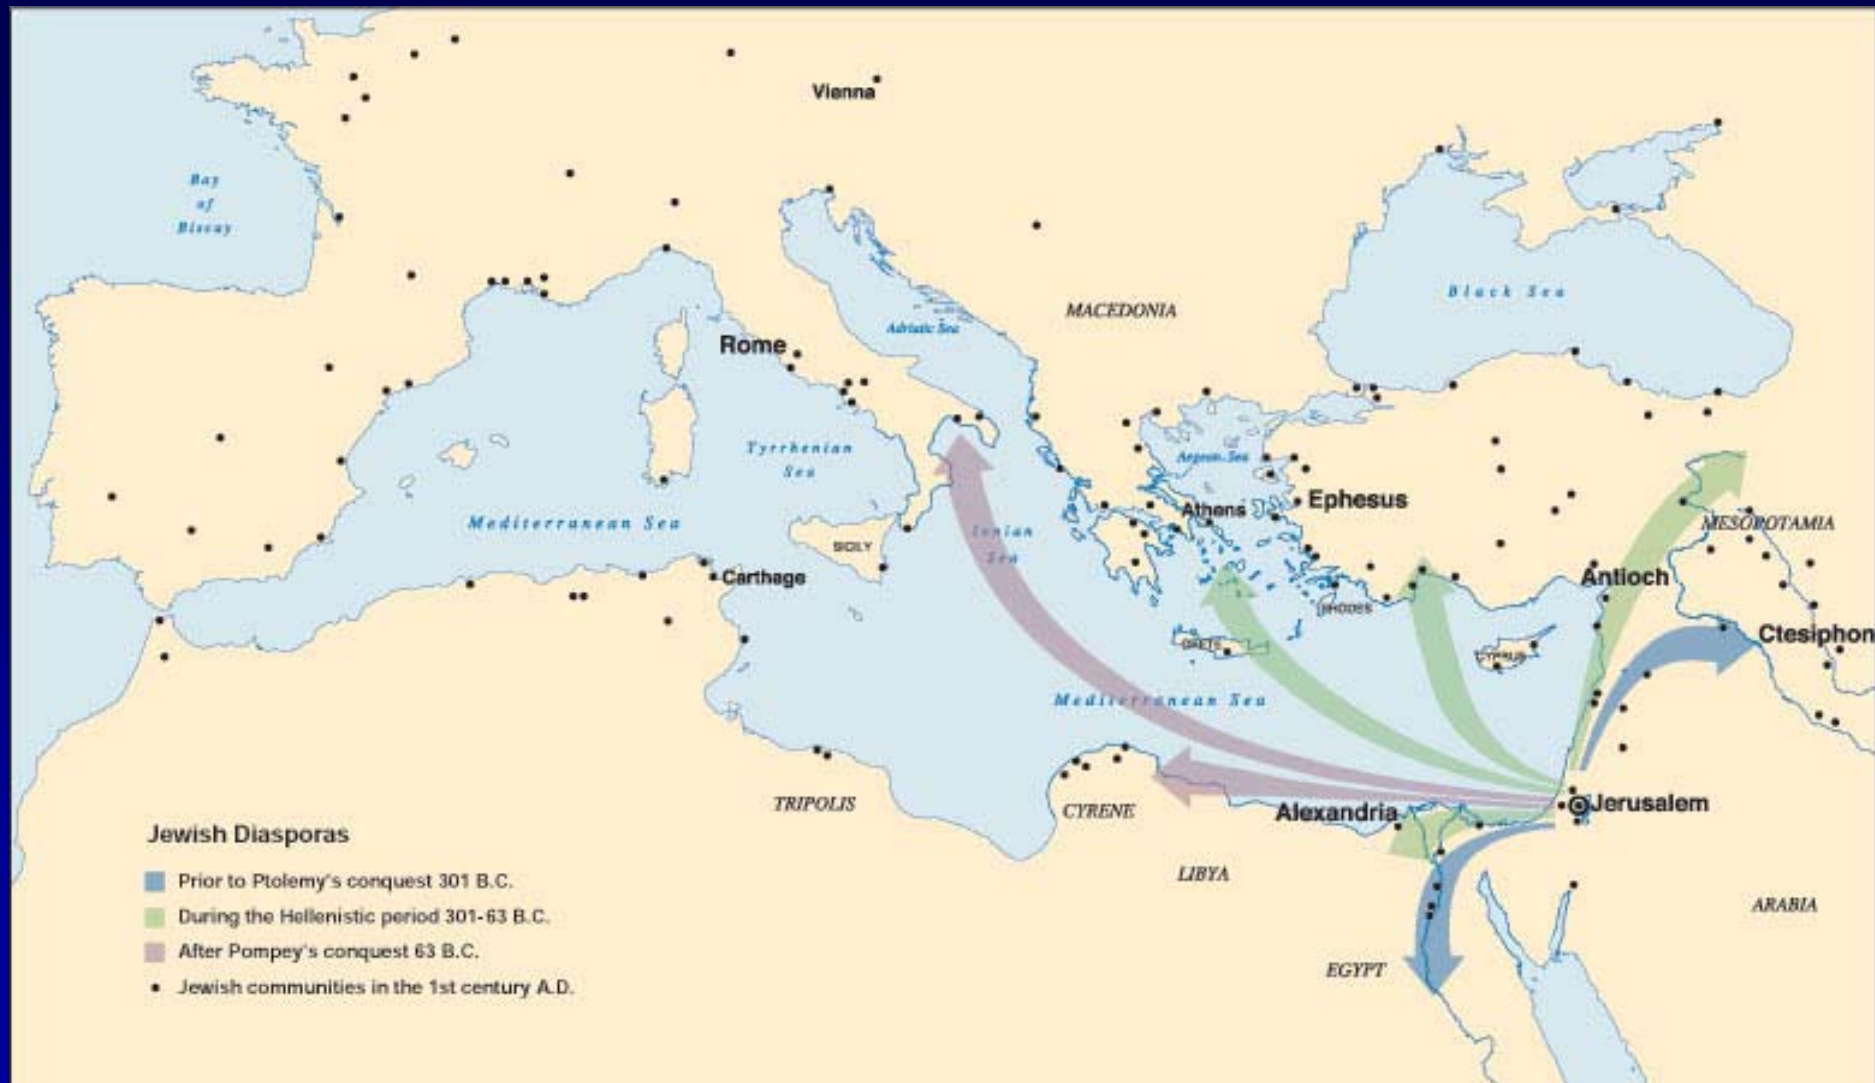 Vienna
Bay
of
Biscay
Black Sea
MACEDONIA
Adriatic Sea
Rome
Tyrrhenian
Sea
Aegean Sea
Ephesus
Athens
Mediterranean Sea
MESOPOTAMIA
Ionian
Sea
SICILY
Carthage
Antioch
RHODES
Ctesiphon
CRETE
CYPRUS
Mediterranean Sea
TRIPOLIS
CYRENE
Alexandria
Jerusalem
LIBYA
ARABIA
EGYPT
Jewish Diasporas
Prior to Ptolemy's conquest 301 B.C.
During the Hellenistic period 301-63 B.C.
After Pompey's conquest 63 B.C.
• Jewish communities in the 1st century A.D.